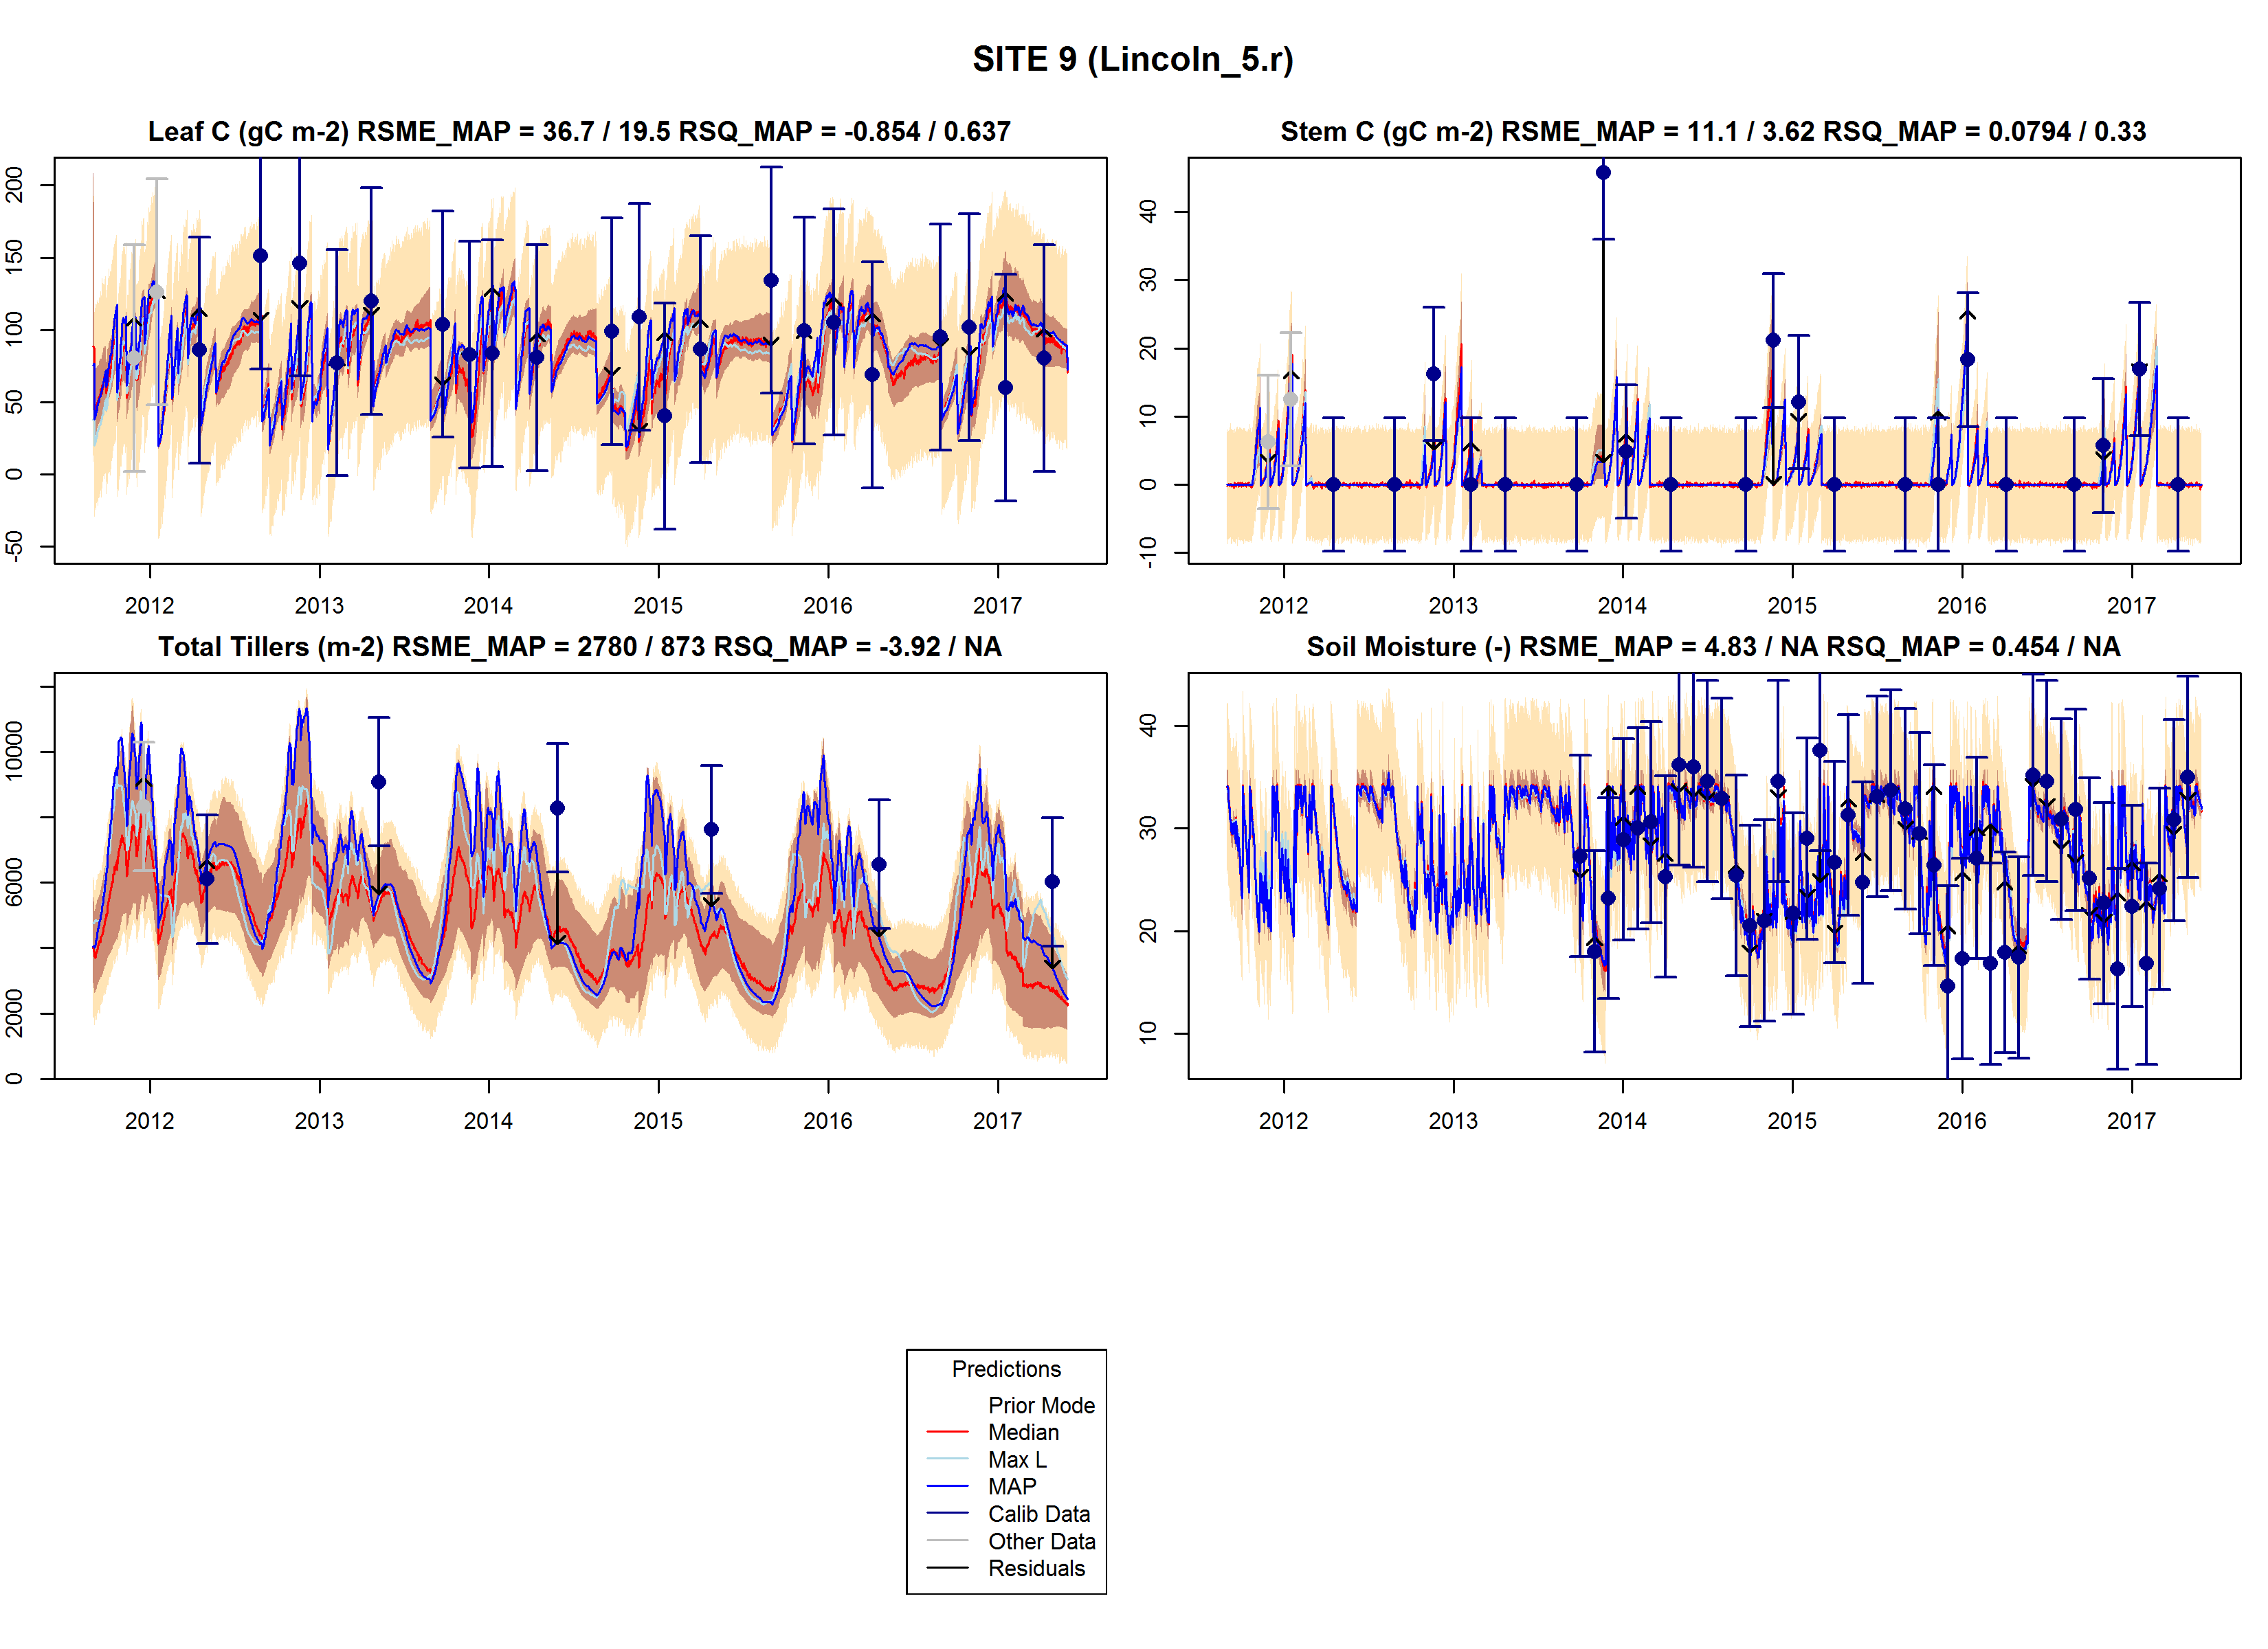 SITE 9 (Lincoln_5.r)
Leaf C (gC m-2) RSME_MAP = 36.7 / 19.5 RSQ_MAP = -0.854 / 0.637
200
150
100
50
0
-50
2012 2013 2014 2015 2016 2017
Stem C (gC m-2) RSME_MAP = 11.1 / 3.62 RSQ_MAP = 0.0794 / 0.33
40
30
20
10
0
-10
2012 2013 2014 2015 2016 2017
Total Tillers (m-2) RSME_MAP = 2780 / 873 RSQ_MAP = -3.92 / NA
10000
6000
2000
0
2012 2013 2014 2015 2016 2017
Soil Moisture (-) RSME_MAP = 4.83 / NA RSQ_MAP = 0.454 / NA
40
30
20
10
2012 2013 2014 2015 2016 2017
Predictions
Prior Mode
Median
Max L
MAP
Calib Data
Other Data
Residuals